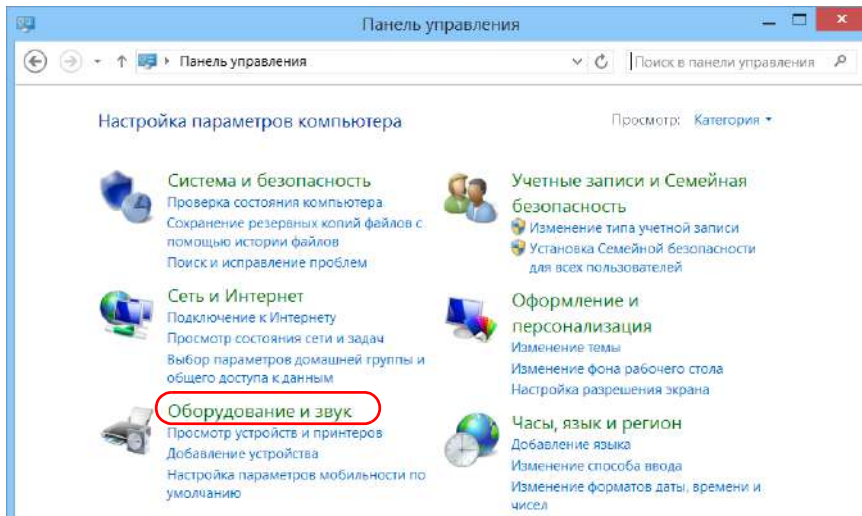 Панель управления
Панель управления
Поиск в панели управления
Настройка параметров компьютера
Просмотр: Категория
Система и безопасность
Проверка состояния компьютера
Сохранение резервных копий файлов с
помощью истории файлов
Поиск и исправление проблем
Сеть и Интернет
Подключение к Интернету
Просмотр состояния сети и задач
Выбор параметров домашней группы и
общего доступа к данным
Оборудование и звук
Просмотр устройств и принтеров
Добавление устройства
Настройка параметров мобильности по
умолчанию
Учетные записи и Семейная
безопасность
Изменение типа учетной записи
Установка Семейной безопасности
для всех пользователей
Оформление и
персонализация
Изменение темы
Изменение фона рабочего стола
Настройка разрешения экрана
Часы, язык и регион
Добавление языка
Изменение способа ввода
Изменение форматов даты, времени и
чисел